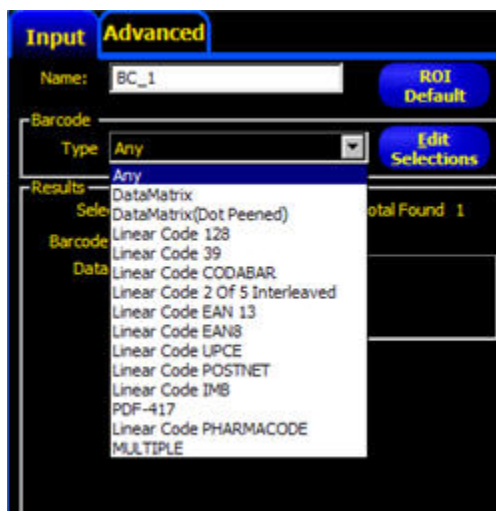 Input Advanced
Name: BC_1 ROI Default
Barcode
Type Any Edit Selections
Any
Results
DataMatrix
Sele DataMatrix(Dot Peened) otal Found 1
Linear Code 128
Barcode Linear Code 39
Data Linear Code CODABAR
Linear Code 2 Of 5 Interleaved
Linear Code EAN 13
Linear Code EAN8
Linear Code UPCE
Linear Code POSTNET
Linear Code IMB
PDF-417
Linear Code PHARMACODE
MULTIPLE